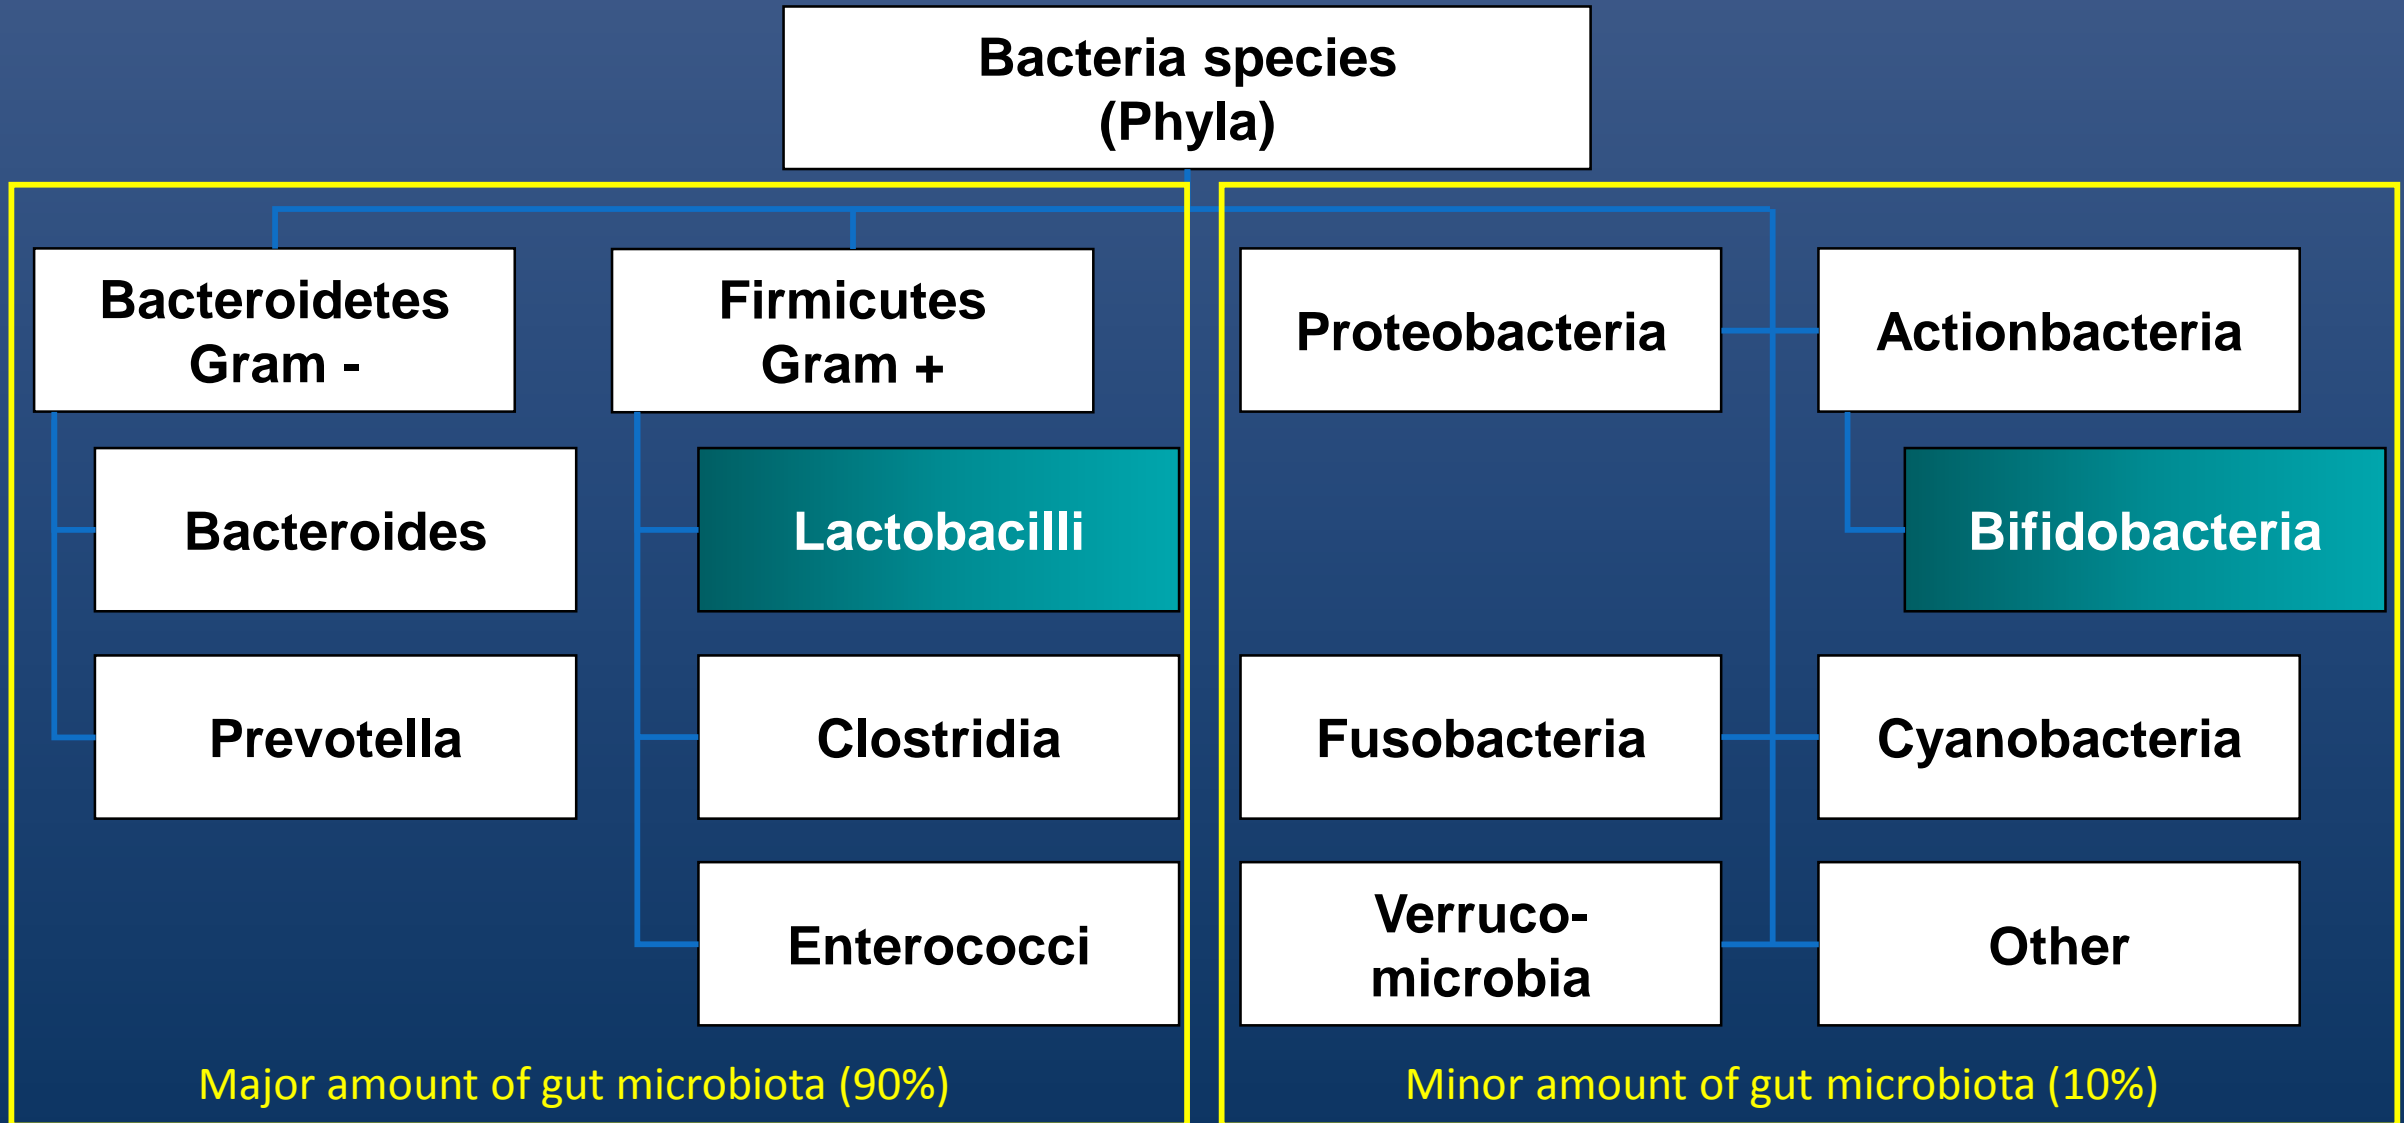 Bacteria species
(Phyla)
Bacteroidetes
Gram -
Firmicutes
Gram +
Proteobacteria
Actionbacteria
Bacteroides
Lactobacilli
Bifidobacteria
Prevotella
Clostridia
Fusobacteria
Cyanobacteria
Enterococci
Verruco-
microbia
Other
Major amount of gut microbiota (90%)
Minor amount of gut microbiota (10%)